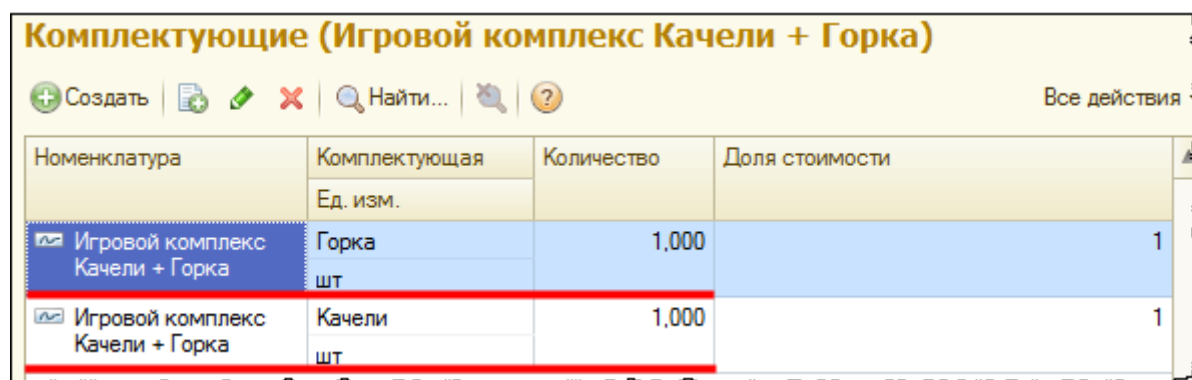 Комплектующие (Игровой комплекс Качели + Горка)
Создать Найти... Все действия
Номенклатура Комплектующая Количество Доля стоимости
Ед. изм.
Игровой комплекс Горка 1,000 1
Качели + Горка
шт
Игровой комплекс Качели 1,000 1
Качели + Горка
шт